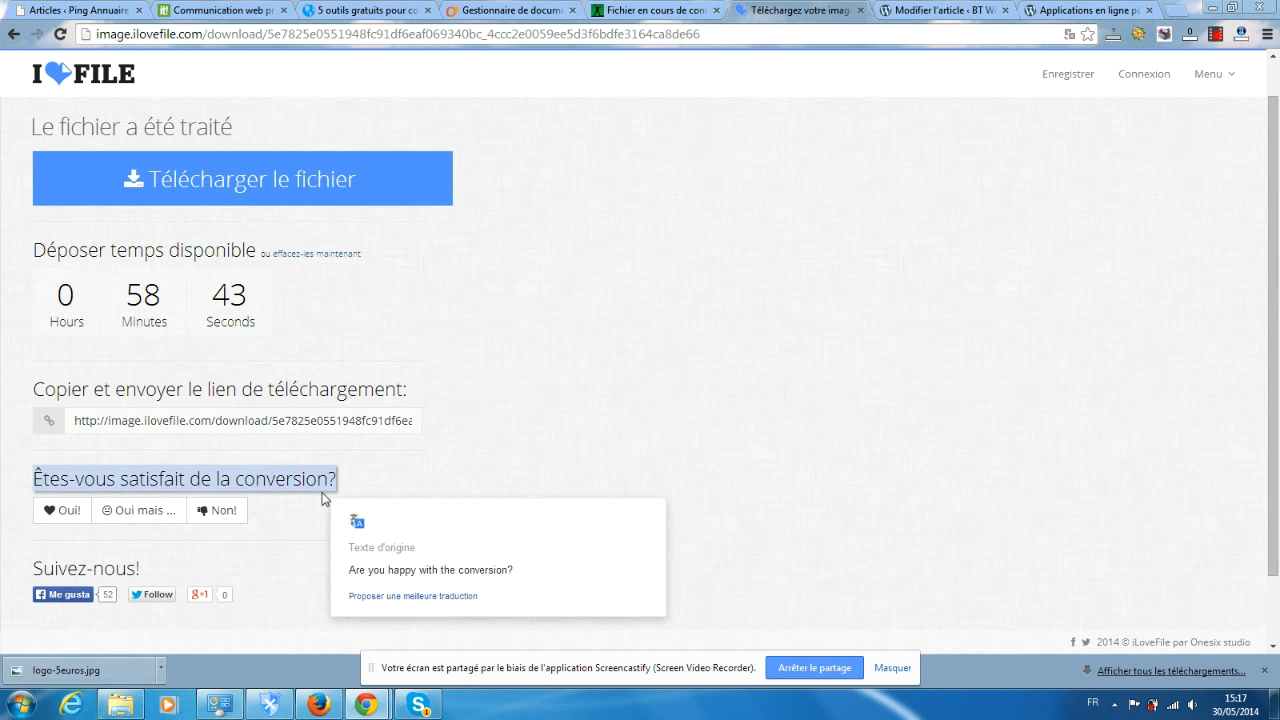 Articles ‹ Ping Annuaire
Communication web pr
5 outils gratuits pour co
Gestionnaire de docume
Fichier en cours de con
Téléchargez votre image
Modifier l'article ‹ BT W
Applications en ligne po
image.ilovefile.com/download/5e7825e0551948fc91df6eaf069340bc_4ccc2e0059ee5d3f6bdfe3164ca8de66
I FILE
Enregistrer
Connexion
Menu
Le fichier a été traité
Télécharger le fichier
Déposer temps disponible ou effacez-les maintenant
0 58 43
Hours Minutes Seconds
Copier et envoyer le lien de téléchargement:
http://image.ilovefile.com/download/5e7825e0551948fc91df6ea
Êtes-vous satisfait de la conversion?
Oui! Oui mais ... Non!
Texte d'origine
Are you happy with the conversion?
Proposer une meilleure traduction
Suivez-nous!
Me gusta 52 Follow g+1 0
2014 © iLoveFile par Onesix studio
logo-5euros.jpg
Votre écran est partagé par le biais de l'application Screencastify (Screen Video Recorder).
Arrêter le partage
Masquer
Afficher tous les téléchargements...
FR
15:17
30/05/2014